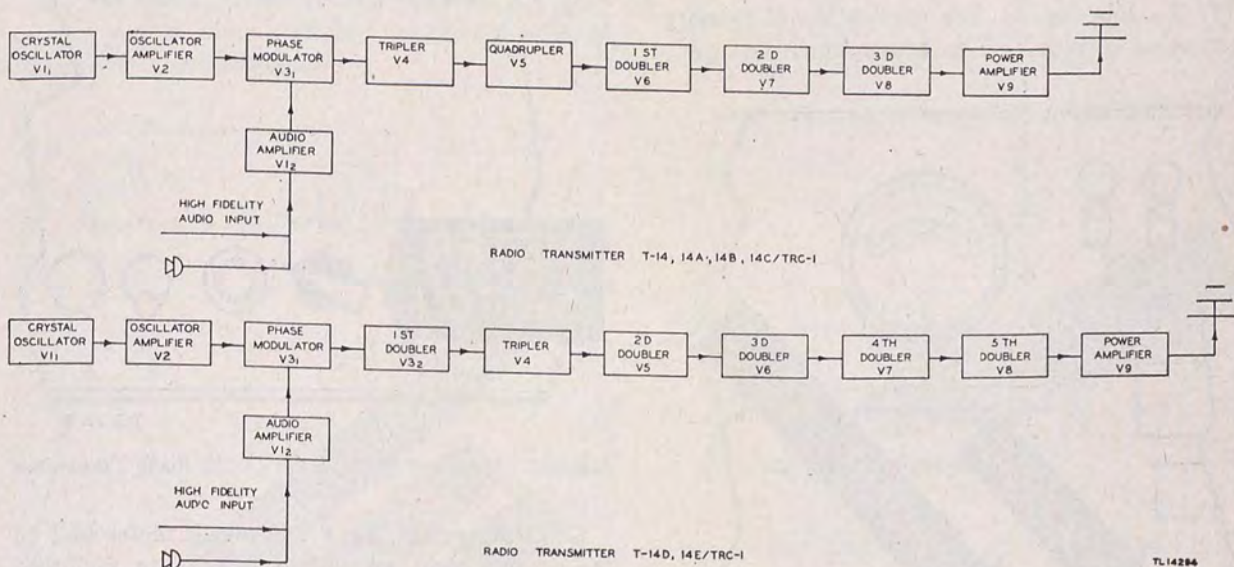 CRYSTAL
OSCILLATOR
V1₁
OSCILLATOR
AMPLIFIER
V2
PHASE
MODULATOR
V3₁
TRIPLER
V4
QUADRUPLER
V5
1 ST
DOUBLER
V6
2 D
DOUBLER
V7
3 D
DOUBLER
V8
POWER
AMPLIFIER
V9
AUDIO
AMPLIFIER
V1₂
HIGH FIDELITY
AUDIO INPUT
RADIO TRANSMITTER T-14, 14A, 14B, 14C/TRC-1
CRYSTAL
OSCILLATOR
V1₁
OSCILLATOR
AMPLIFIER
V2
PHASE
MODULATOR
V3₁
1 ST
DOUBLER
V3₂
TRIPLER
V4
2 D
DOUBLER
V5
3 D
DOUBLER
V6
4 TH
DOUBLER
V7
5 TH
DOUBLER
V8
POWER
AMPLIFIER
V9
AUDIO
AMPLIFIER
V1₂
HIGH FIDELITY
AUDIO INPUT
RADIO TRANSMITTER T-14D, 14E/TRC-1
TL14294